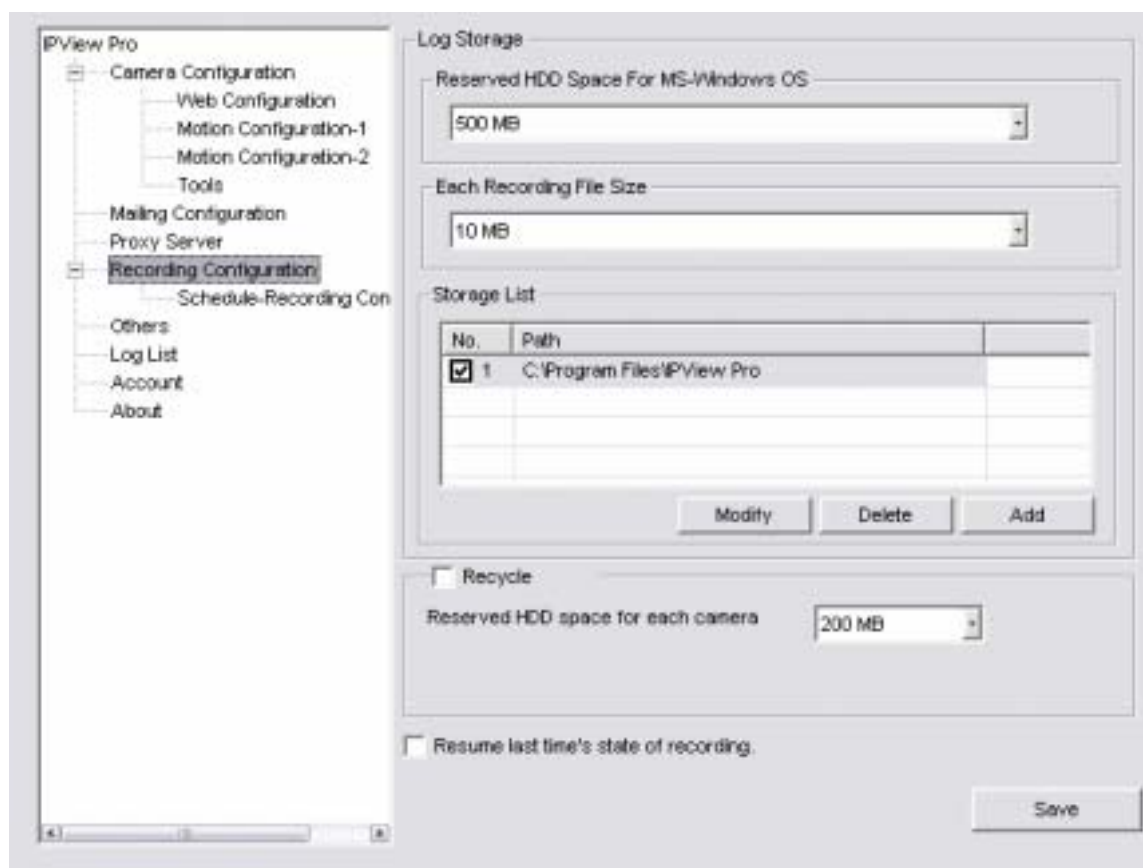 IPView Pro
Camera Configuration
Web Configuration
Motion Configuration-1
Motion Configuration-2
Tools
Mailing Configuration
Proxy Server
Recording Configuration
Schedule-Recording Con
Others
Log List
Account
About
Log Storage
Reserved HDD Space For MS-Windows OS
500 MB
Each Recording File Size
10 MB
Storage List
No. Path
1 C:\Program Files\IPView Pro
Modify Delete Add
Recycle
Reserved HDD space for each camera 200 MB
Resume last time's state of recording.
Save